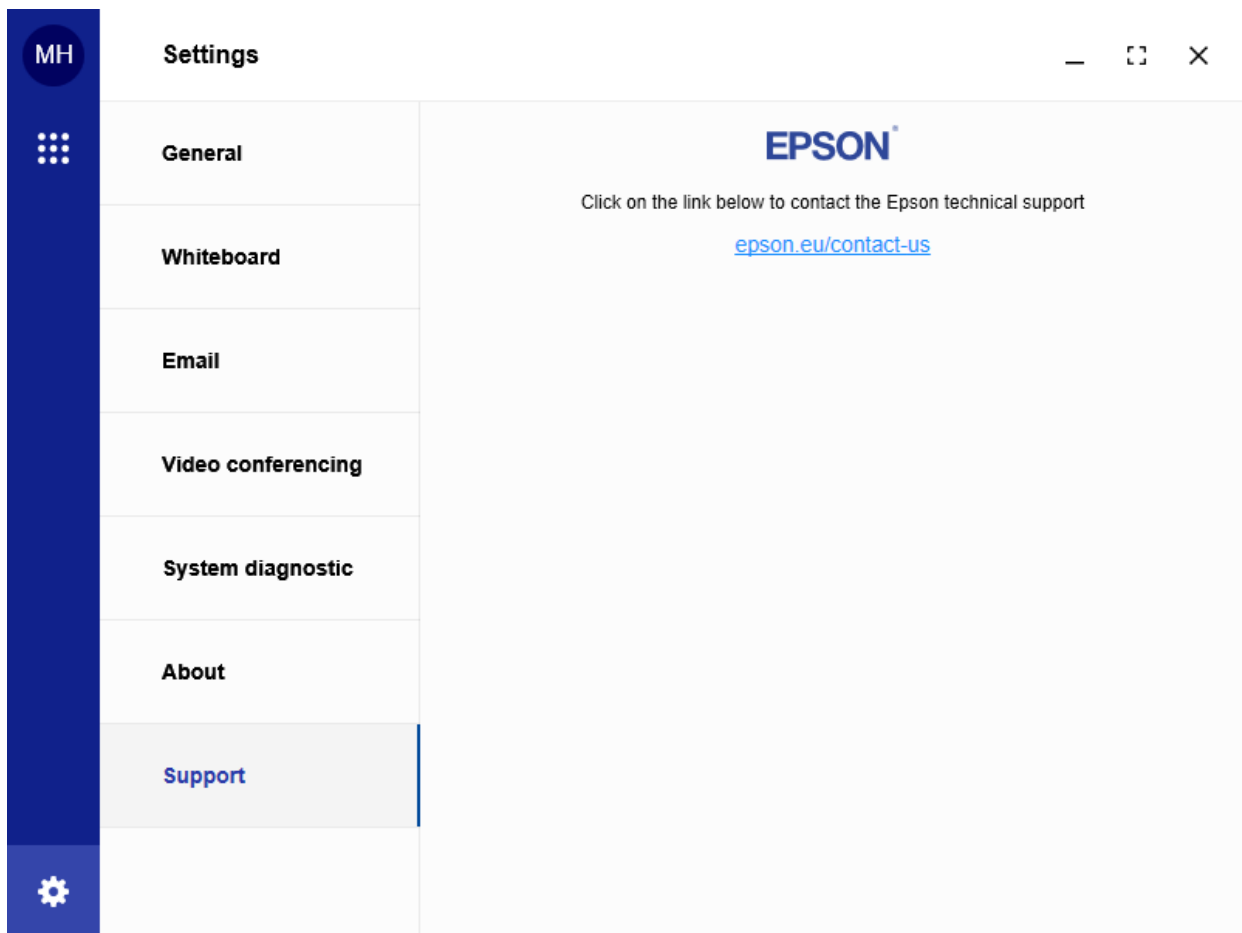 MH
Settings
General
Whiteboard
Email
Video conferencing
System diagnostic
About
Support
EPSON
Click on the link below to contact the Epson technical support
epson.eu/contact-us